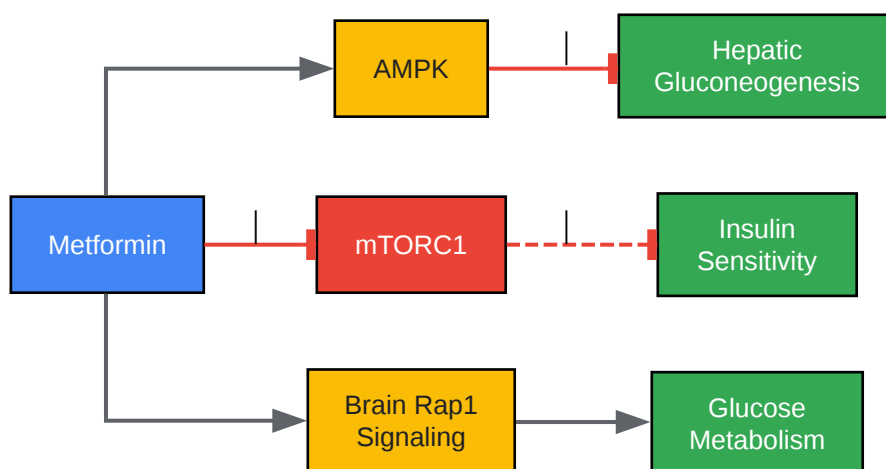 AMPK
Hepatic
Gluconeogenesis
Metformin
mTORC1
Insulin
Sensitivity
Brain Rap1
Signaling
Glucose
Metabolism